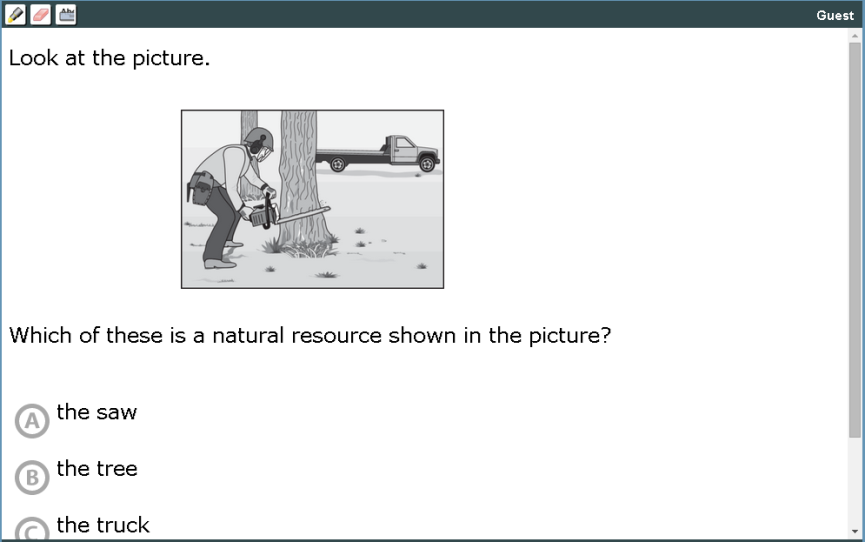 Guest
Look at the picture.
Which of these is a natural resource shown in the picture?
A the saw
B the tree
C the truck